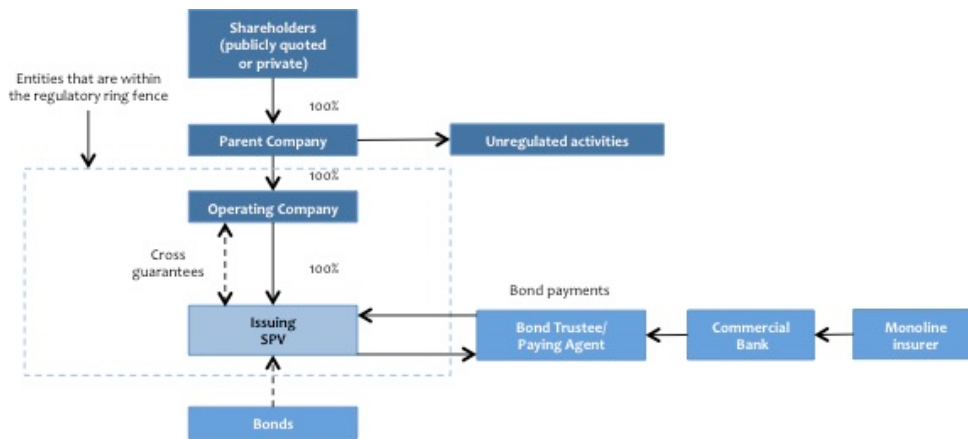 Shareholders
(publicly quoted
or private)
Entities that are within
the regulatory ring fence
100%
Parent Company
Unregulated activities
100%
Operating Company
Cross
guarantees
100%
Bond payments
Issuing
SPV
Bond Trustee/
Paying Agent
Commercial
Bank
Monoline
insurer
Bonds